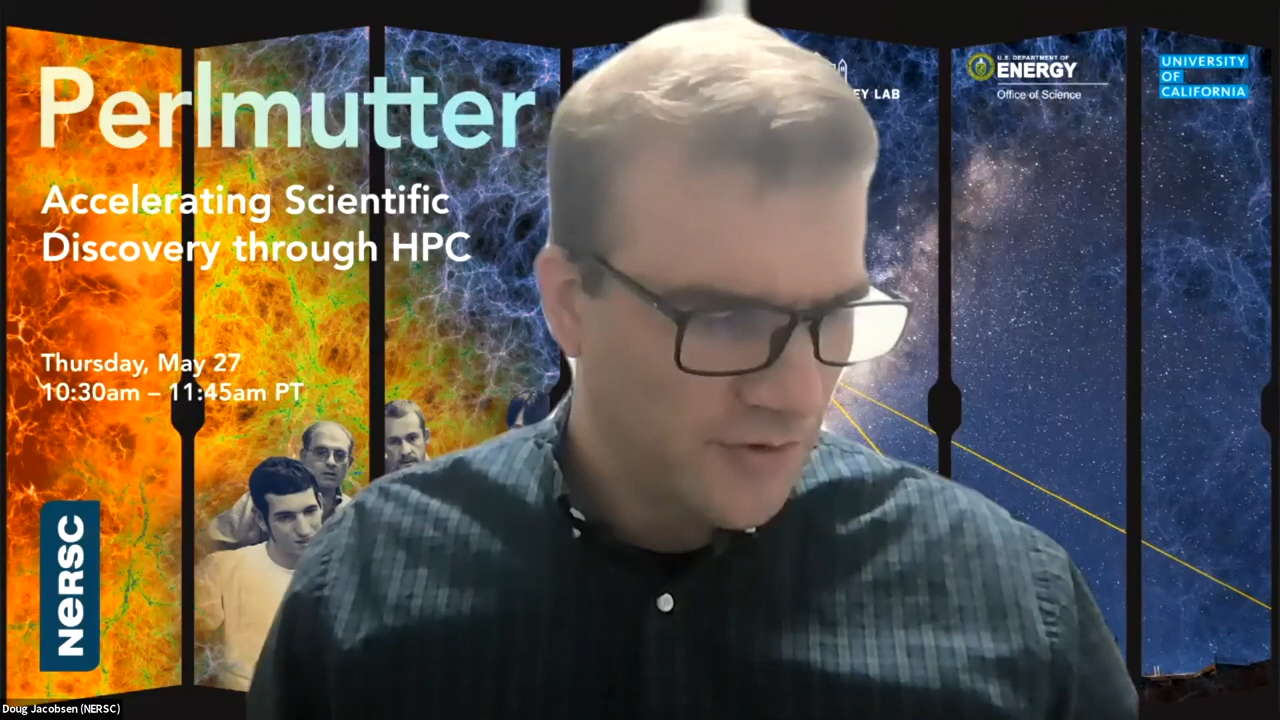 Perlmutter
Accelerating Scientific
Discovery through HPC
Thursday, May 27
10:30am – 11:45am PT
NERSC
EY LAB
U.S. DEPARTMENT OF
ENERGY
Office of Science
UNIVERSITY
OF
CALIFORNIA
Doug Jacobsen (NERSC)